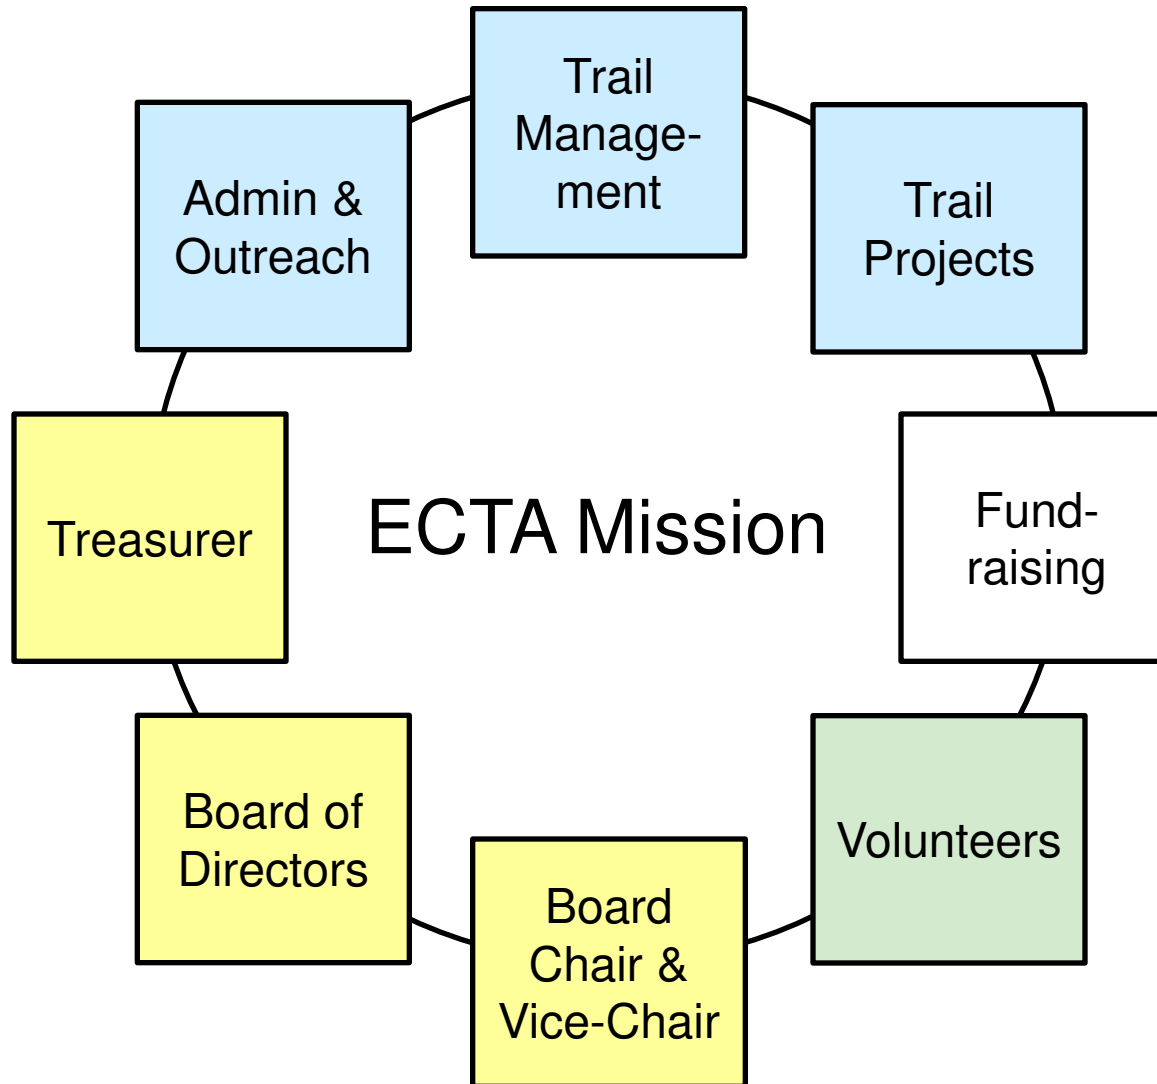 Trail
Manage-
ment
Admin &
Outreach
Trail
Projects
Treasurer
ECTA Mission
Fund-
raising
Board of
Directors
Volunteers
Board
Chair &
Vice-Chair